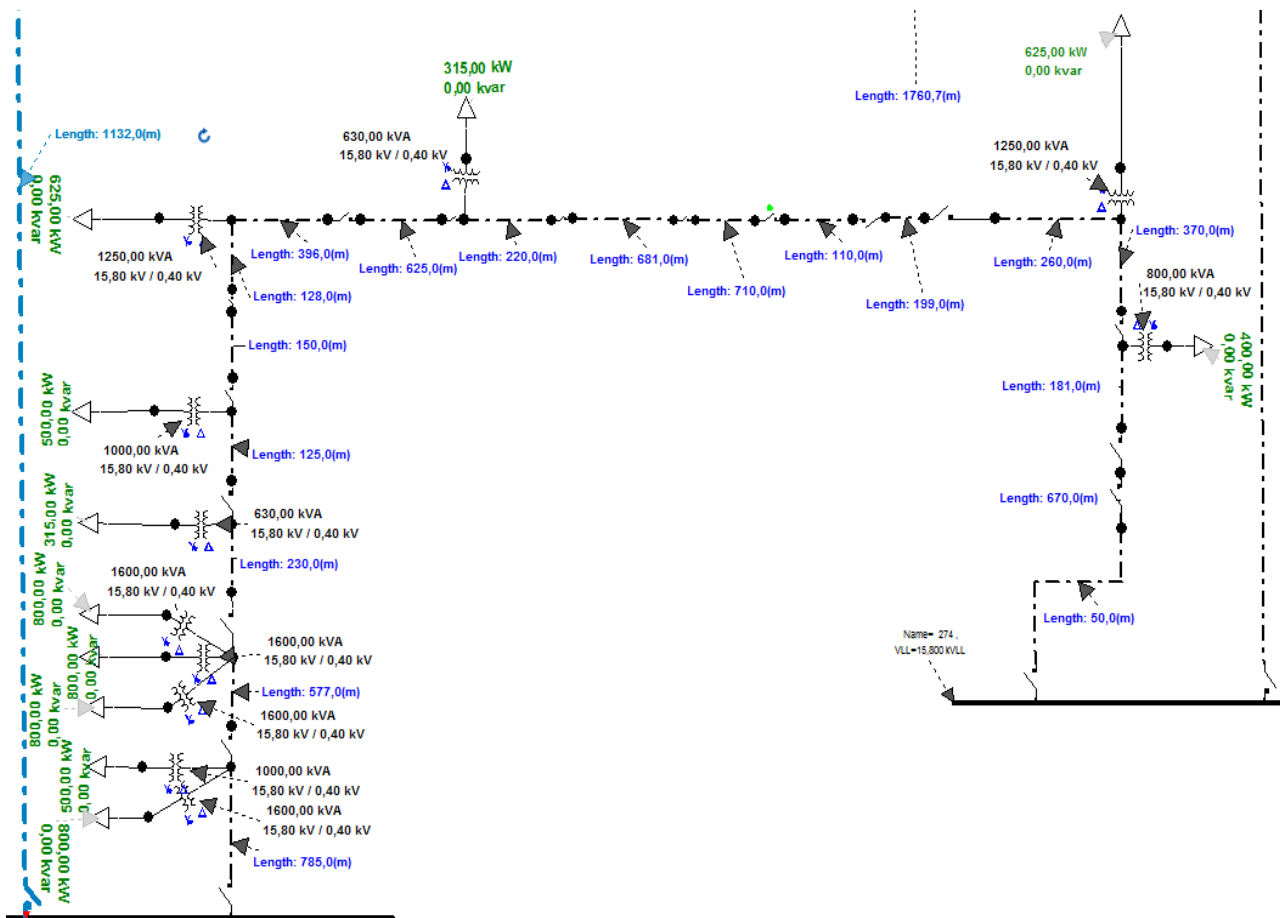 625,00 kW
0,00 kvar
315,00 kW
0,00 kvar
Length: 1760,7(m)
Length: 1132,0(m)
630,00 kVA
15,80 kV / 0,40 kV
1250,00 kVA
15,80 kV / 0,40 kV
625,00 kW
0,00 kvar
1250,00 kVA
15,80 kV / 0,40 kV
Length: 396,0(m)
Length: 625,0(m)
Length: 220,0(m)
Length: 681,0(m)
Length: 710,0(m)
Length: 110,0(m)
Length: 199,0(m)
Length: 260,0(m)
Length: 370,0(m)
800,00 kVA
15,80 kV / 0,40 kV
Length: 128,0(m)
Length: 150,0(m)
400,00 kW
0,00 kvar
Length: 181,0(m)
500,00 kW
0,00 kvar
1000,00 kVA
15,80 kV / 0,40 kV
Length: 125,0(m)
Length: 670,0(m)
315,00 kW
0,00 kvar
630,00 kVA
15,80 kV / 0,40 kV
Length: 230,0(m)
1600,00 kVA
15,80 kV / 0,40 kV
800,00 kW
0,00 kvar
Length: 50,0(m)
Name= 274 ,
VLL=15,800 kVLL
1600,00 kVA
15,80 kV / 0,40 kV
800,00 kW
0,00 kvar
Length: 577,0(m)
800,00 kW
0,00 kvar
1600,00 kVA
15,80 kV / 0,40 kV
500,00 kW
0,00 kvar
1000,00 kVA
15,80 kV / 0,40 kV
1600,00 kVA
15,80 kV / 0,40 kV
800,00 kW
0,00 kvar
Length: 785,0(m)